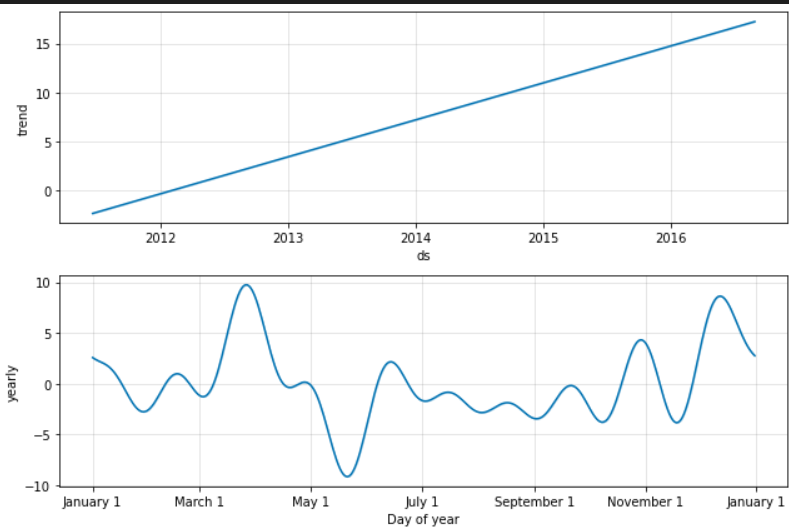 15
10
5
0
trend
2012 2013 2014 2015 2016
ds
10
5
0
−5
−10
yearly
January 1 March 1 May 1 July 1 September 1 November 1 January 1
Day of year